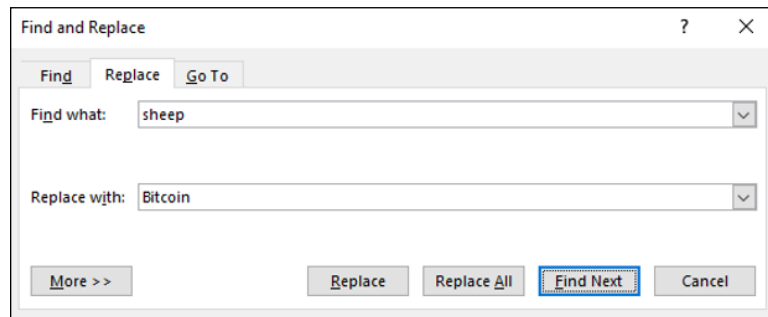 Find and Replace ?
Find Replace Go To
Find what: sheep
Replace with: Bitcoin
More >> Replace Replace All Find Next Cancel